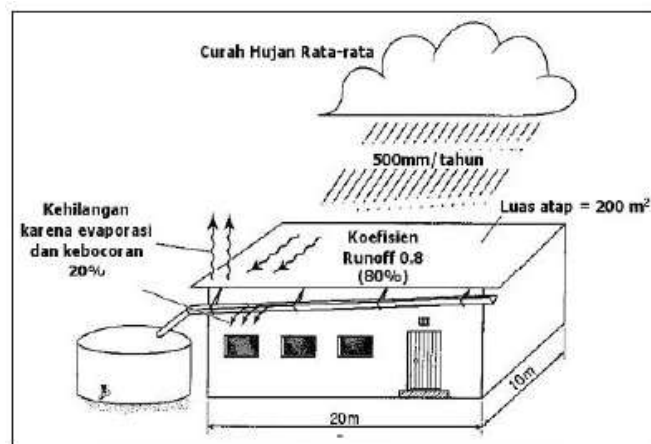 Curah Hujan Rata-rata
500mm/tahun
Luas atap = 200 m²
Kehilangan
karena evaporasi
dan kebocoran
20%
Koefisien
Runoff 0.8
(80%)
20m
10m